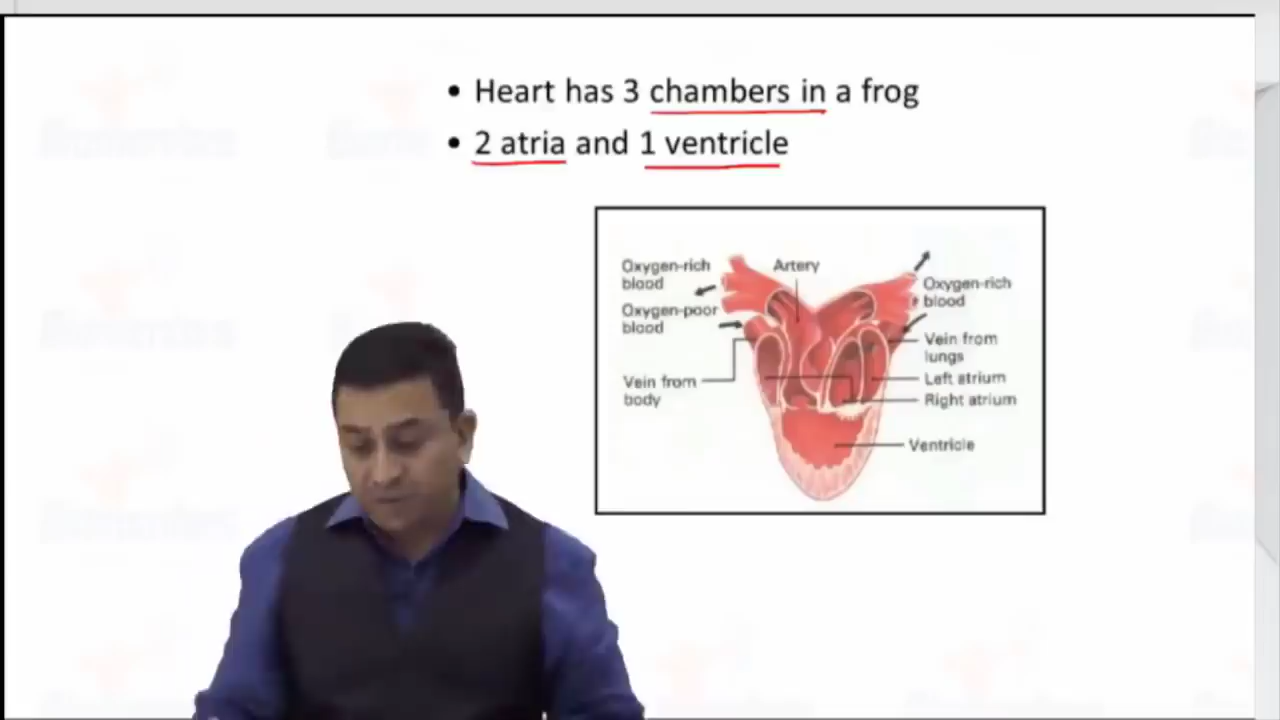 • Heart has 3 chambers in a frog
• 2 atria and 1 ventricle
Oxygen-rich
blood
Artery
Oxygen-rich
blood
Oxygen-poor
blood
Vein from
lungs
Vein from
body
Left atrium
Right atrium
Ventricle